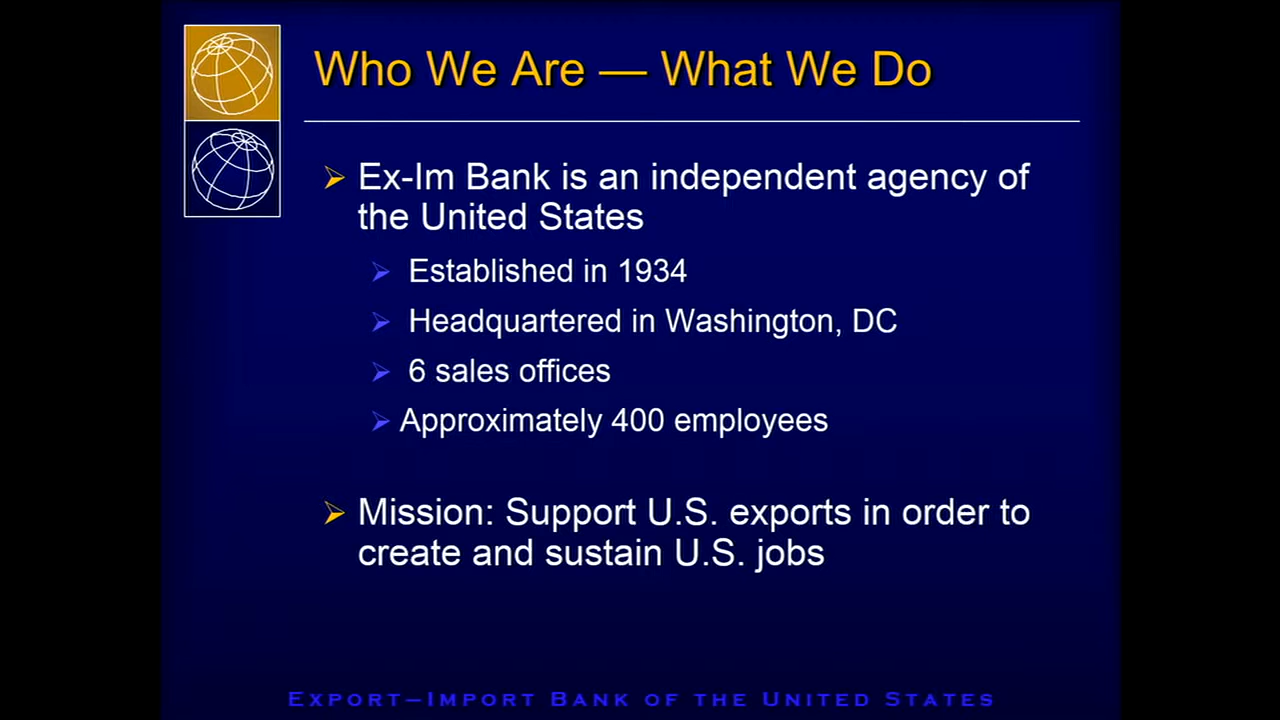 Who We Are — What We Do
Ex-Im Bank is an independent agency of
the United States
Established in 1934
Headquartered in Washington, DC
6 sales offices
Approximately 400 employees
Mission: Support U.S. exports in order to
create and sustain U.S. jobs
Export–Import Bank of the United States